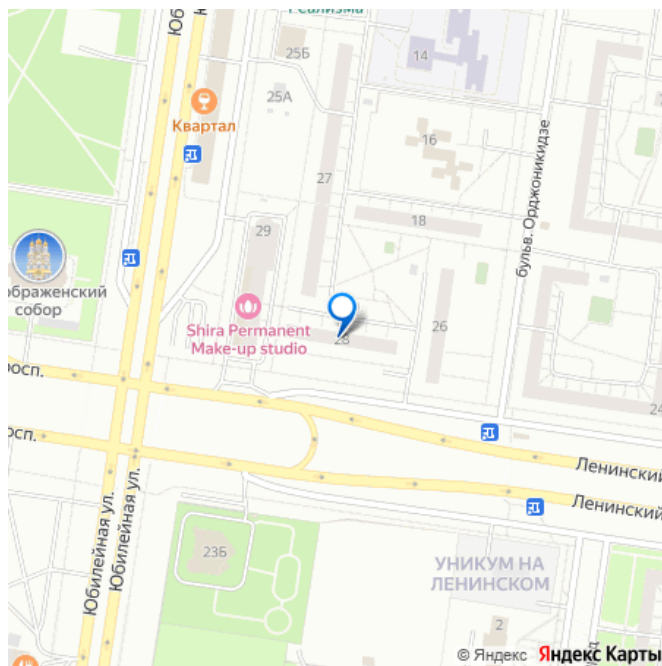 Реализма
Юб
Ю
25Б
14
25А
Квартал
16
27
18
бульв. Орджоникидзе
29
ображенский
собор
Shira Permanent
Make-up studio
28
26
24
росп.
Ленинский
росп.
Ленинский
Юбилейная ул.
Юбилейная ул.
23Б
УНИКУМ НА
ЛЕНИНСКОМ
2
© Яндекс Яндекс Карты